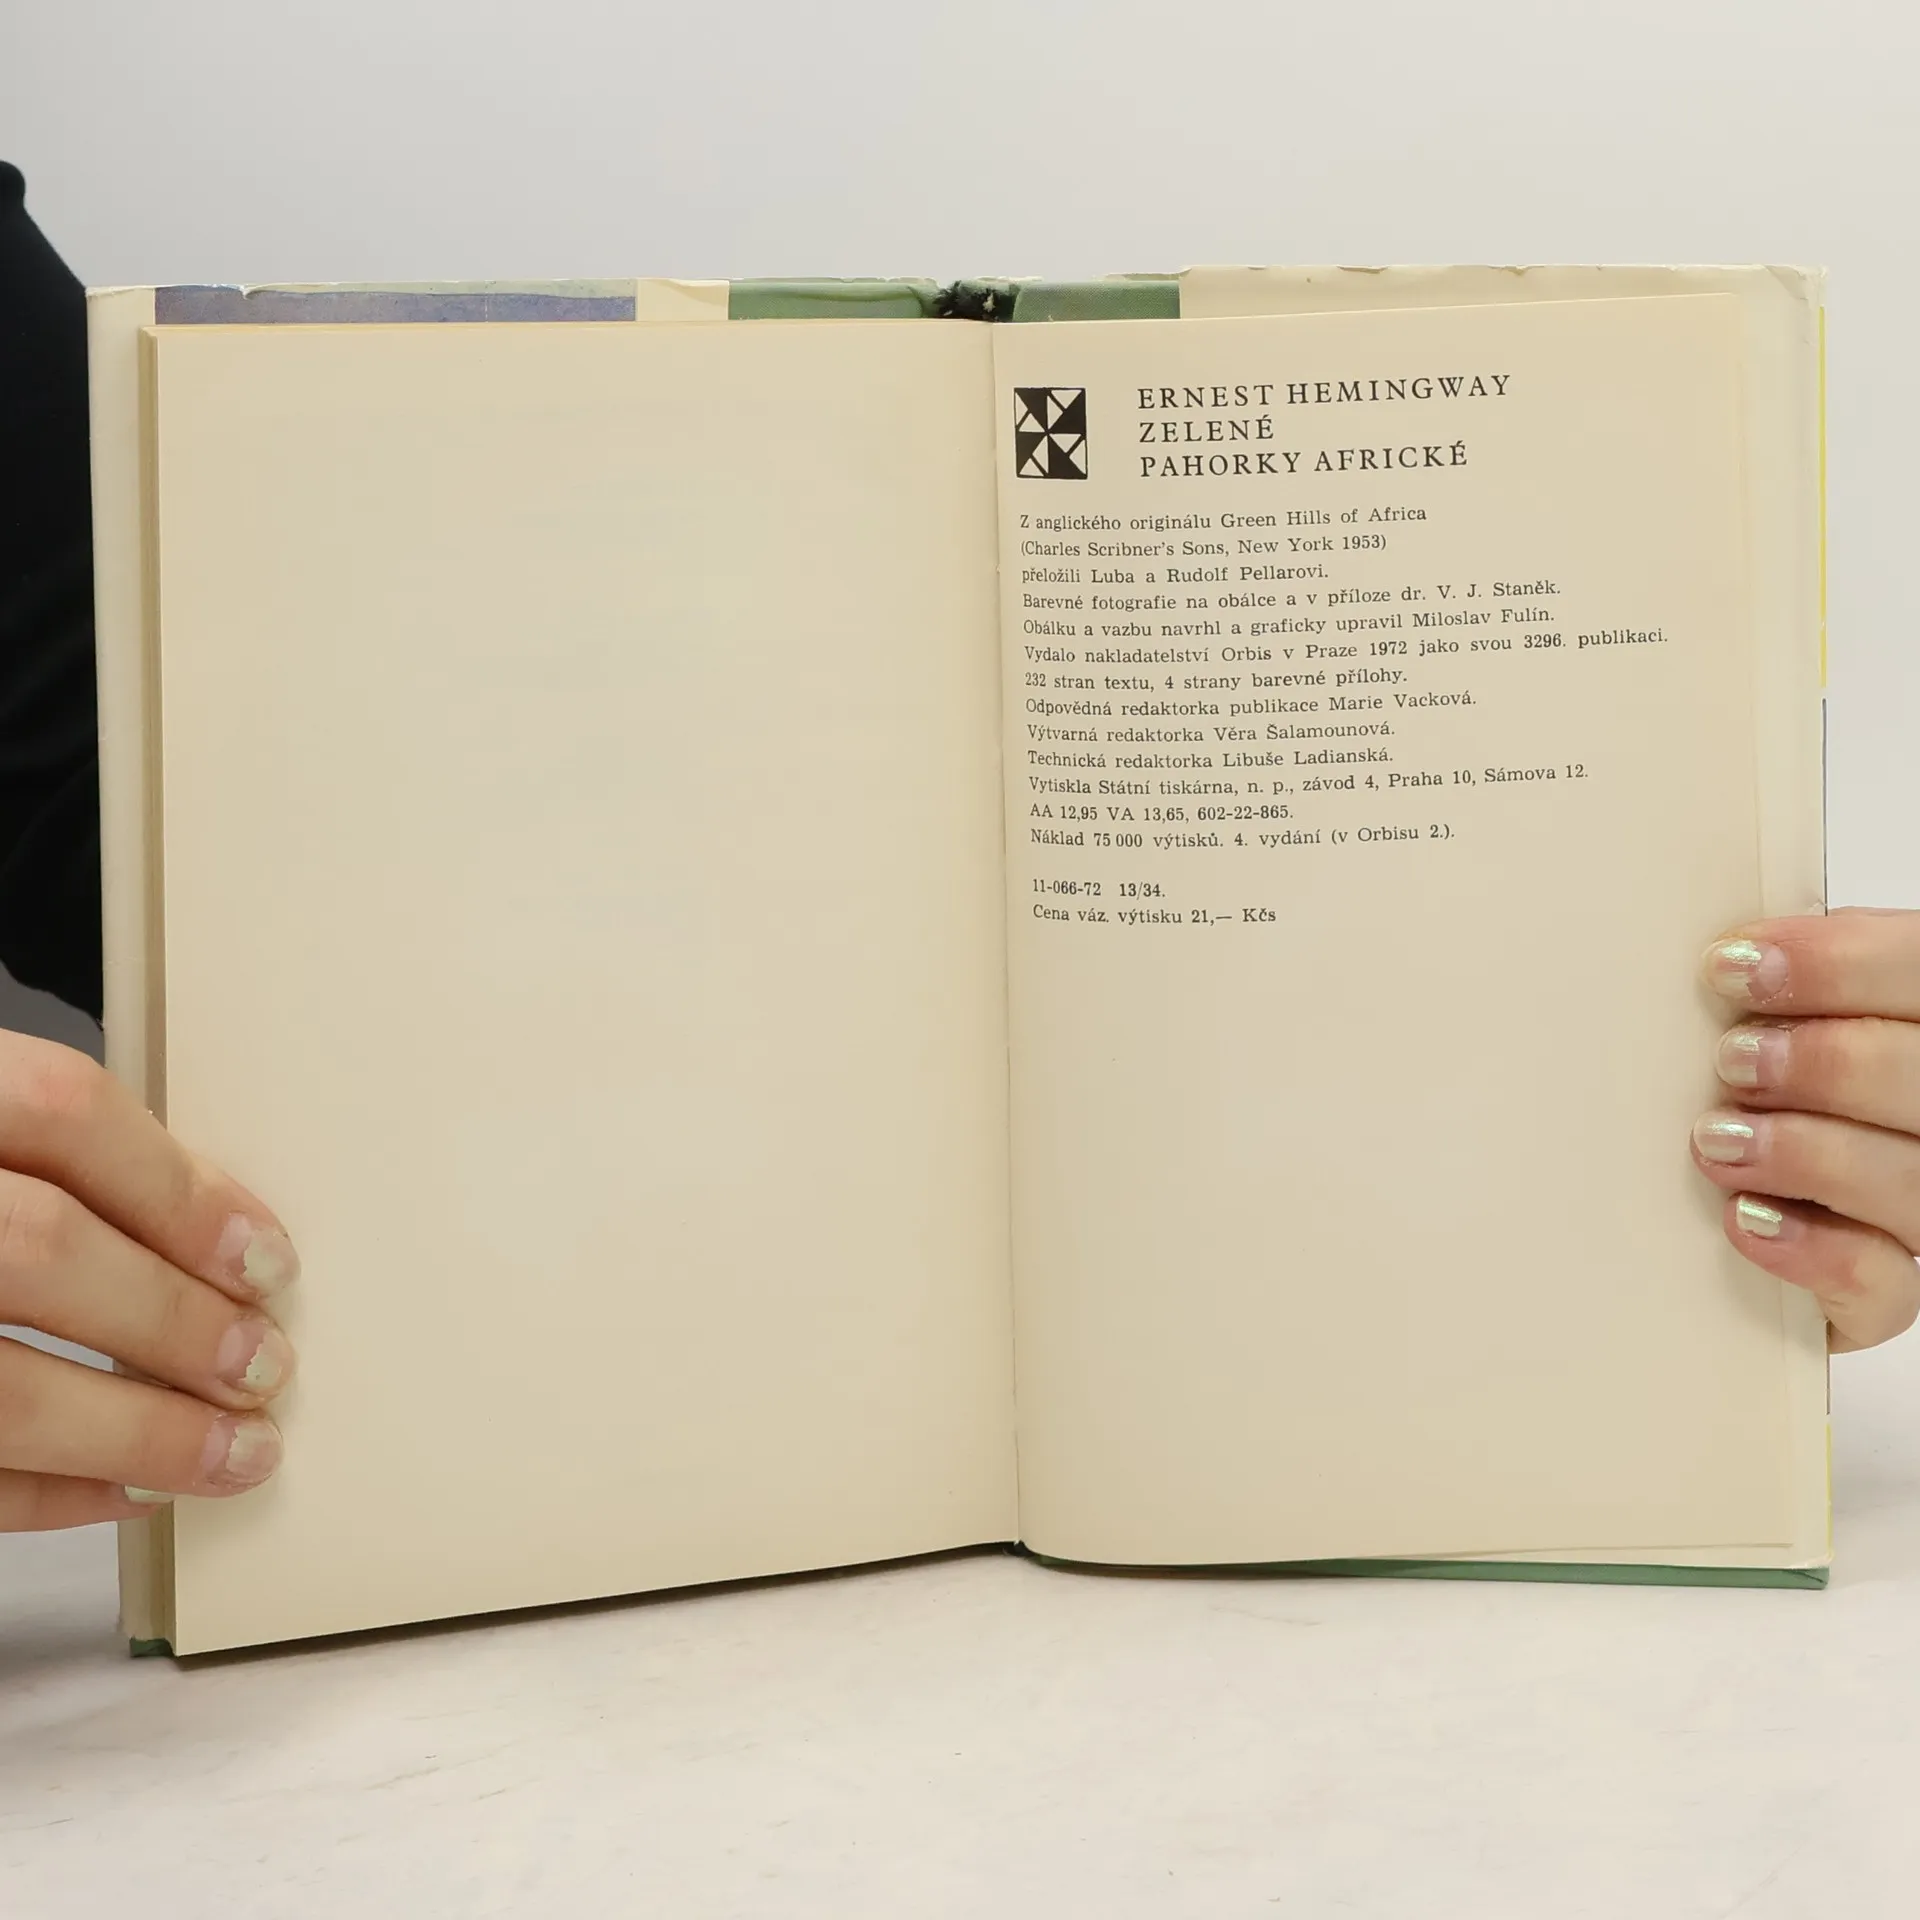 ERNEST HEMINGWAY
ZELENÉ
PAHORKY AFRICKÉ
Z anglického originálu Green Hills of Africa
(Charles Scribner's Sons, New York 1953)
přeložili Luba a Rudolf Pellarovi.
Barevné fotografie na obálce a v příloze dr. V. J. Staněk.
Obálku a vazbu navrhl a graficky upravil Miloslav Fulín.
Vydalo nakladatelství Orbis v Praze 1972 jako svou 3296. publikaci.
232 stran textu, 4 strany barevné přílohy.
Odpovědná redaktorka publikace Marie Vacková.
Výtvarná redaktorka Věra Šalamounová.
Technická redaktorka Libuše Ladianská.
Vytiskla Státní tiskárna, n. p., závod 4, Praha 10, Sámova 12.
AA 12,95 VA 13,65, 602-22-865.
Náklad 75 000 výtisků. 4. vydání (v Orbisu 2.).
11-066-72 13/34.
Cena váz. výtisku 21,— Kčs